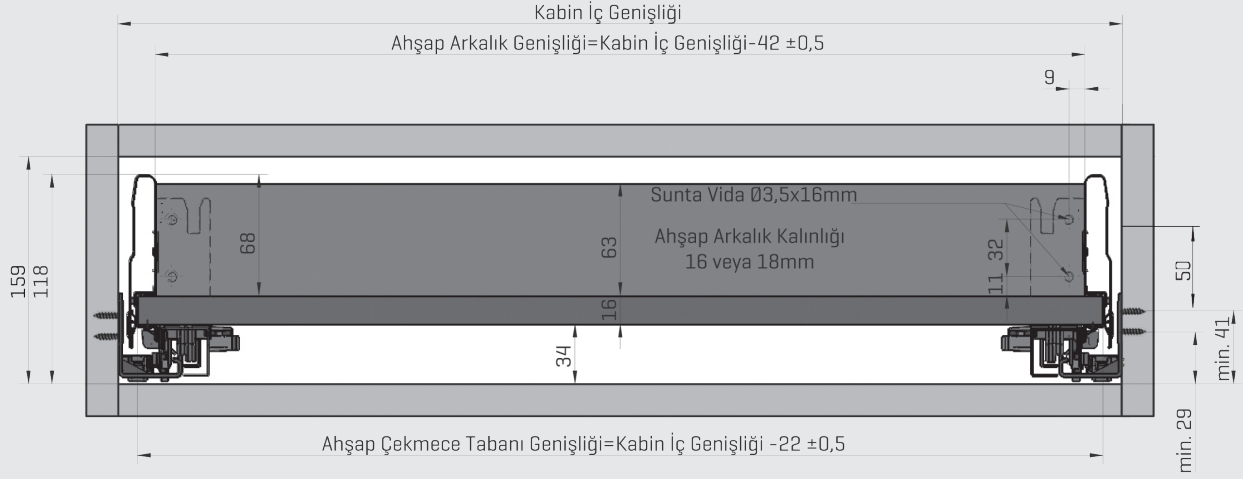 Kabin İç Genişliği
Ahşap Arkalık Genişliği=Kabin İç Genişliği-42 ±0,5
9
Sunta Vida Ø3,5x16mm
Ahşap Arkalık Kalınlığı
16 veya 18mm
159
118
68
63
16
34
32
11
50
min. 41
min. 29
Ahşap Çekmece Tabanı Genişliği=Kabin İç Genişliği -22 ±0,5